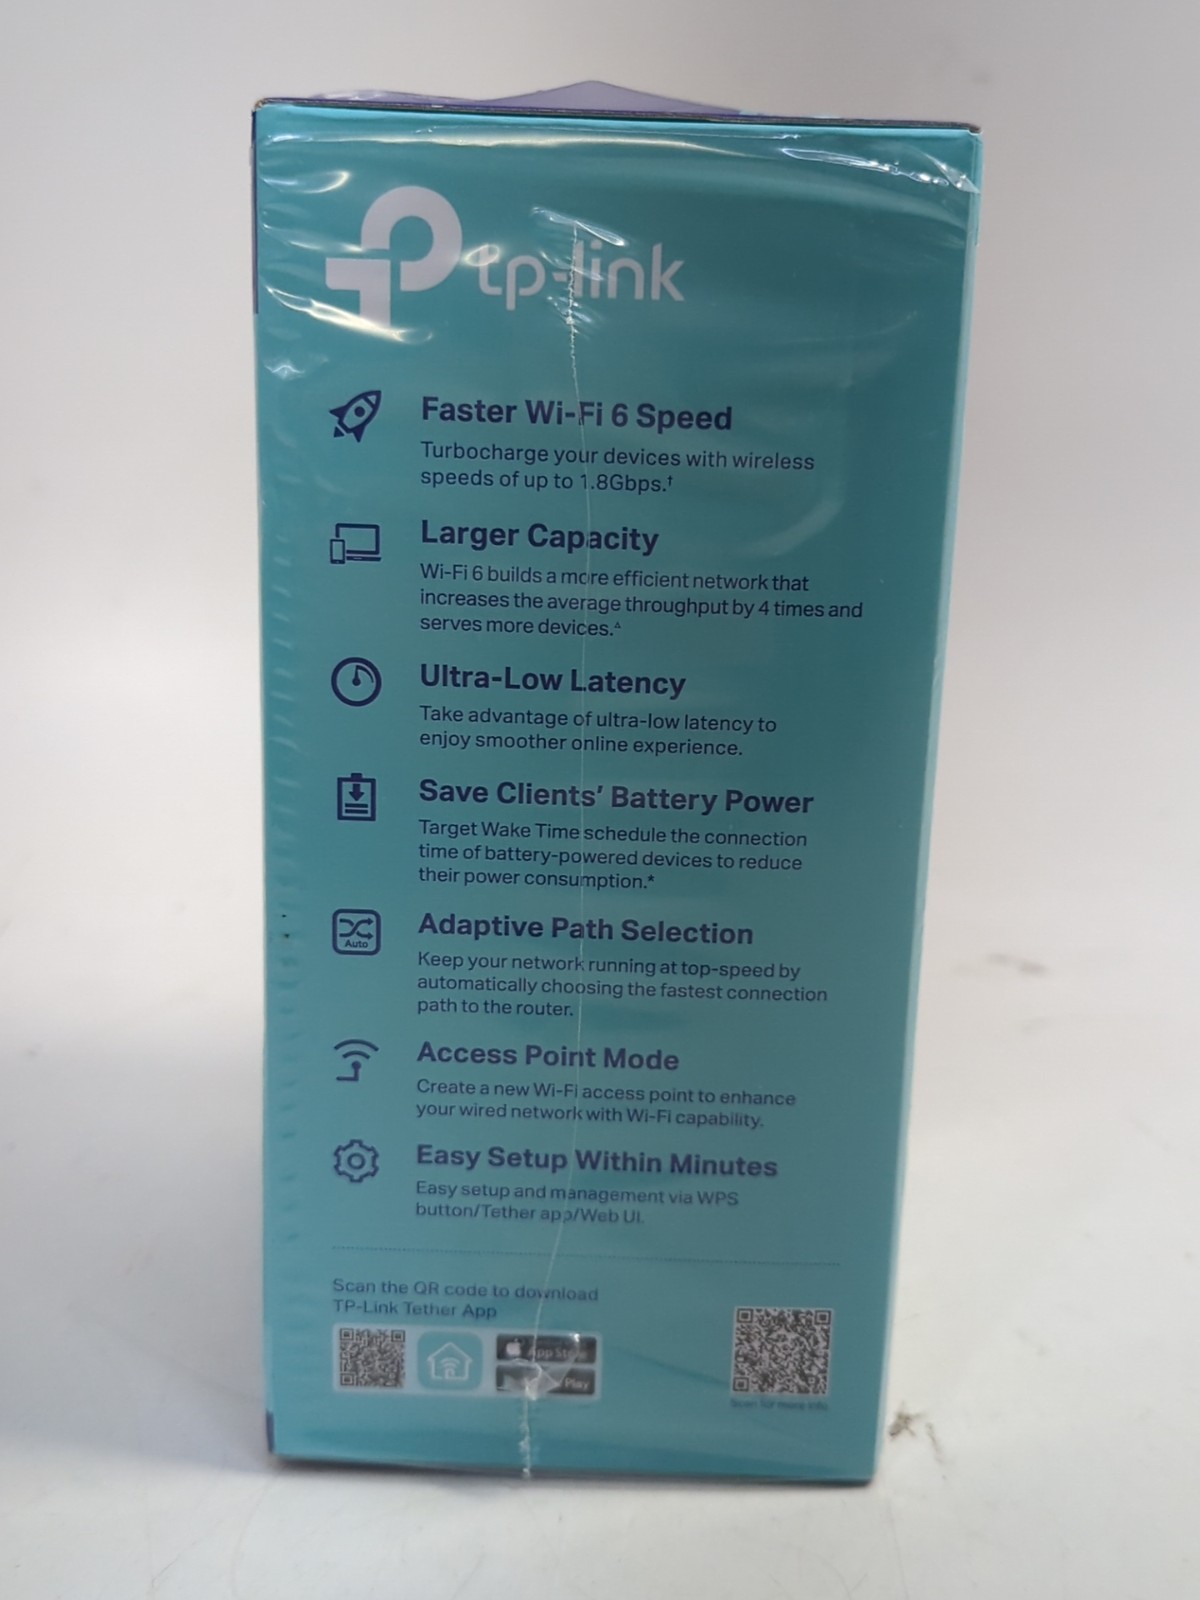 tp-link
Faster Wi-Fi 6 Speed
Turbocharge your devices with wireless
speeds of up to 1.8Gbps.†
Larger Capacity
Wi-Fi 6 builds a more efficient network that
increases the average throughput by 4 times and
serves more devices.△
Ultra-Low Latency
Take advantage of ultra-low latency to
enjoy smoother online experience.
Save Clients’ Battery Power
Target Wake Time schedule the connection
time of battery-powered devices to reduce
their power consumption.*
Adaptive Path Selection
Auto
Keep your network running at top-speed by
automatically choosing the fastest connection
path to the router.
Access Point Mode
Create a new Wi-Fi access point to enhance
your wired network with Wi-Fi capability.
Easy Setup Within Minutes
Easy setup and management via WPS
button/Tether app/Web UI.
Scan the QR code to download
TP-Link Tether App
App Store
Play
Scan for more info